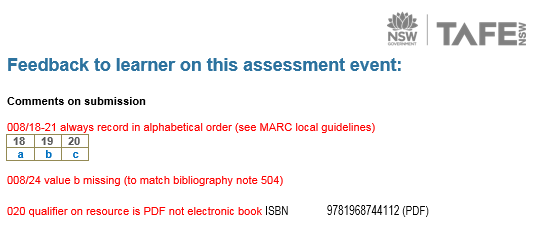 NSW GOVERNMENT TAFE NSW
Feedback to learner on this assessment event:
Comments on submission
008/18-21 always record in alphabetical order (see MARC local guidelines)
18 19 20
a b c
008/24 value b missing (to match bibliography note 504)
020 qualifier on resource is PDF not electronic book ISBN 9781968744112 (PDF)